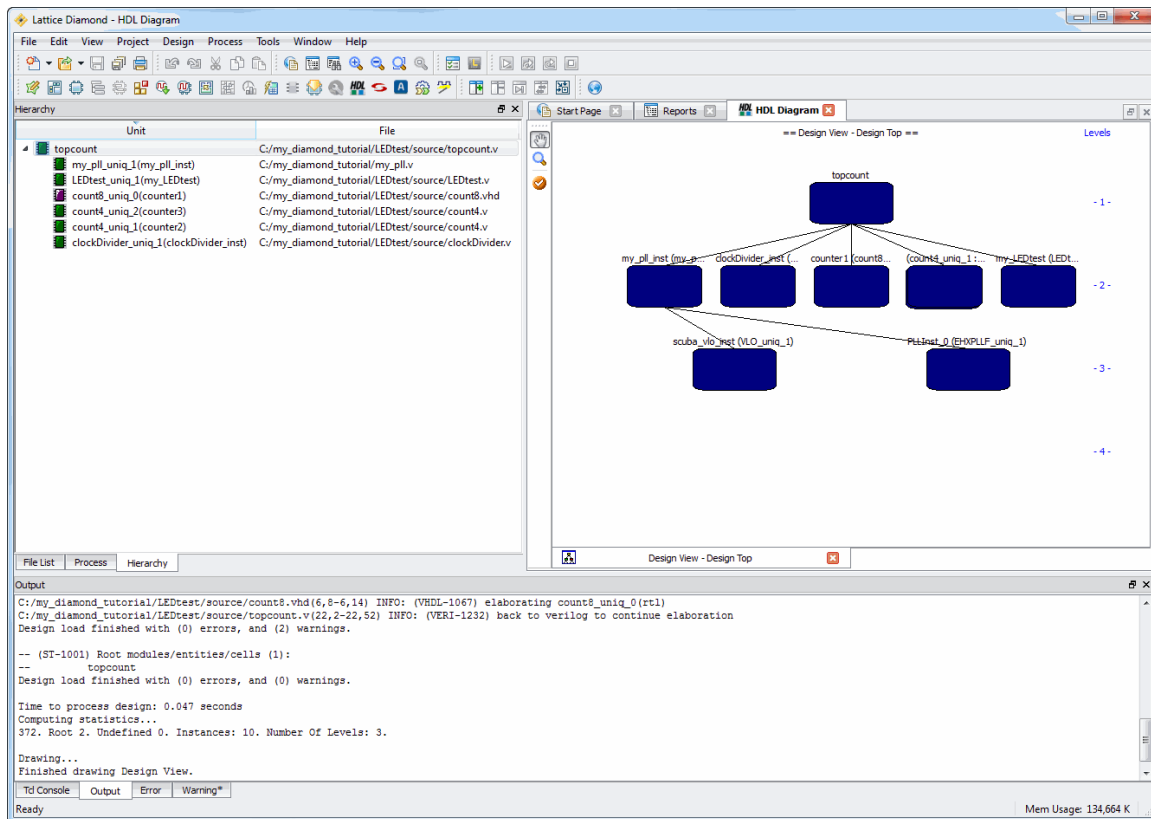 Lattice Diamond - HDL Diagram
File Edit View Project Design Process Tools Window Help
Hierarchy
Start Page Reports HDL Diagram
Unit File
topcount C:/my_diamond_tutorial/LEDtest/source/topcount.v
my_pll_uniq_1(my_pll_inst) C:/my_diamond_tutorial/my_pll.v
LEDtest_uniq_1(my_LEDtest) C:/my_diamond_tutorial/LEDtest/source/LEDtest.v
count8_uniq_0(counter1) C:/my_diamond_tutorial/LEDtest/source/count8.vhd
count4_uniq_2(counter3) C:/my_diamond_tutorial/LEDtest/source/count4.v
count4_uniq_1(counter2) C:/my_diamond_tutorial/LEDtest/source/count4.v
clockDivider_uniq_1(clockDivider_inst) C:/my_diamond_tutorial/LEDtest/source/clockDivider.v
== Design View - Design Top == Levels
topcount
- 1 -
my_pll_inst (my_p... clockDivider_inst (... counter1 (count8... (count4_uniq_1 :... my_LEDtest (LEDt...
- 2 -
scuba_vlo_inst (VLO_uniq_1) PLLInst_0 (EHXPLLF_uniq_1)
- 3 -
- 4 -
File List Process Hierarchy
Design View - Design Top
Output
C:/my_diamond_tutorial/LEDtest/source/count8.vhd(6,8-6,14) INFO: (VHDL-1067) elaborating count8_uniq_0(rtl)
C:/my_diamond_tutorial/LEDtest/source/topcount.v(22,2-22,52) INFO: (VERI-1232) back to verilog to continue elaboration
Design load finished with (0) errors, and (2) warnings.
-- (ST-1001) Root modules/entities/cells (1):
-- topcount
Design load finished with (0) errors, and (0) warnings.
Time to process design: 0.047 seconds
Computing statistics...
372. Root 2. Undefined 0. Instances: 10. Number Of Levels: 3.
Drawing...
Finished drawing Design View.
Tcl Console Output Error Warning*
Ready Mem Usage: 134,664 K